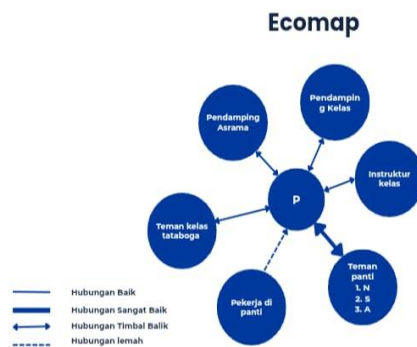 Ecomap
Pendampin
g Kelas
Pendamping
Asrama
Instruktur
kelas
P
Teman kelas
tataboga
Teman
panti
1. N
2. S
3. A
Pekerja di
panti
Hubungan Baik
Hubungan Sangat Baik
Hubungan Timbal Balik
Hubungan lemah